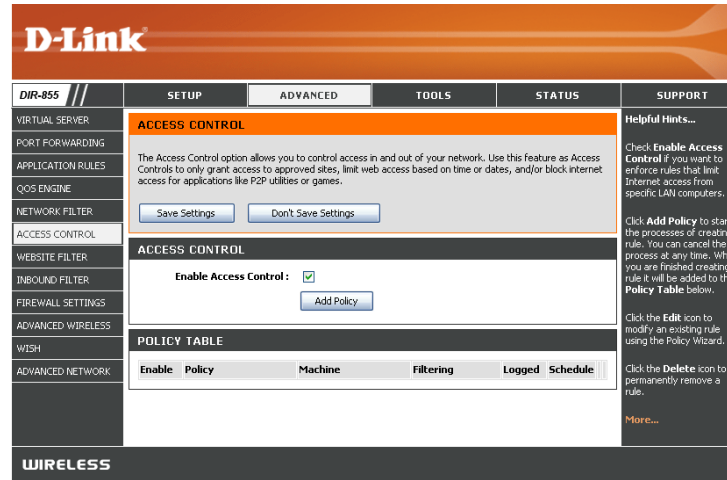 D-Link
DIR-855
SETUP
ADVANCED
TOOLS
STATUS
SUPPORT
VIRTUAL SERVER
PORT FORWARDING
APPLICATION RULES
QOS ENGINE
NETWORK FILTER
ACCESS CONTROL
WEBSITE FILTER
INBOUND FILTER
FIREWALL SETTINGS
ADVANCED WIRELESS
WISH
ADVANCED NETWORK
ACCESS CONTROL
The Access Control option allows you to control access in and out of your network. Use this feature as Access
Controls to only grant access to approved sites, limit web access based on time or dates, and/or block internet
access for applications like P2P utilities or games.
Save Settings
Don't Save Settings
ACCESS CONTROL
Enable Access Control :
Add Policy
POLICY TABLE
Enable Policy Machine Filtering Logged Schedule
Helpful Hints...
Check Enable Access
Control if you want to
enforce rules that limit
Internet access from
specific LAN computers.
Click Add Policy to star
the processes of creatin
rule. You can cancel the
process at any time. Wh
you are finished creating
rule it will be added to th
Policy Table below.
Click the Edit icon to
modify an existing rule
using the Policy Wizard.
Click the Delete icon to
permanently remove a
rule.
More...
WIRELESS